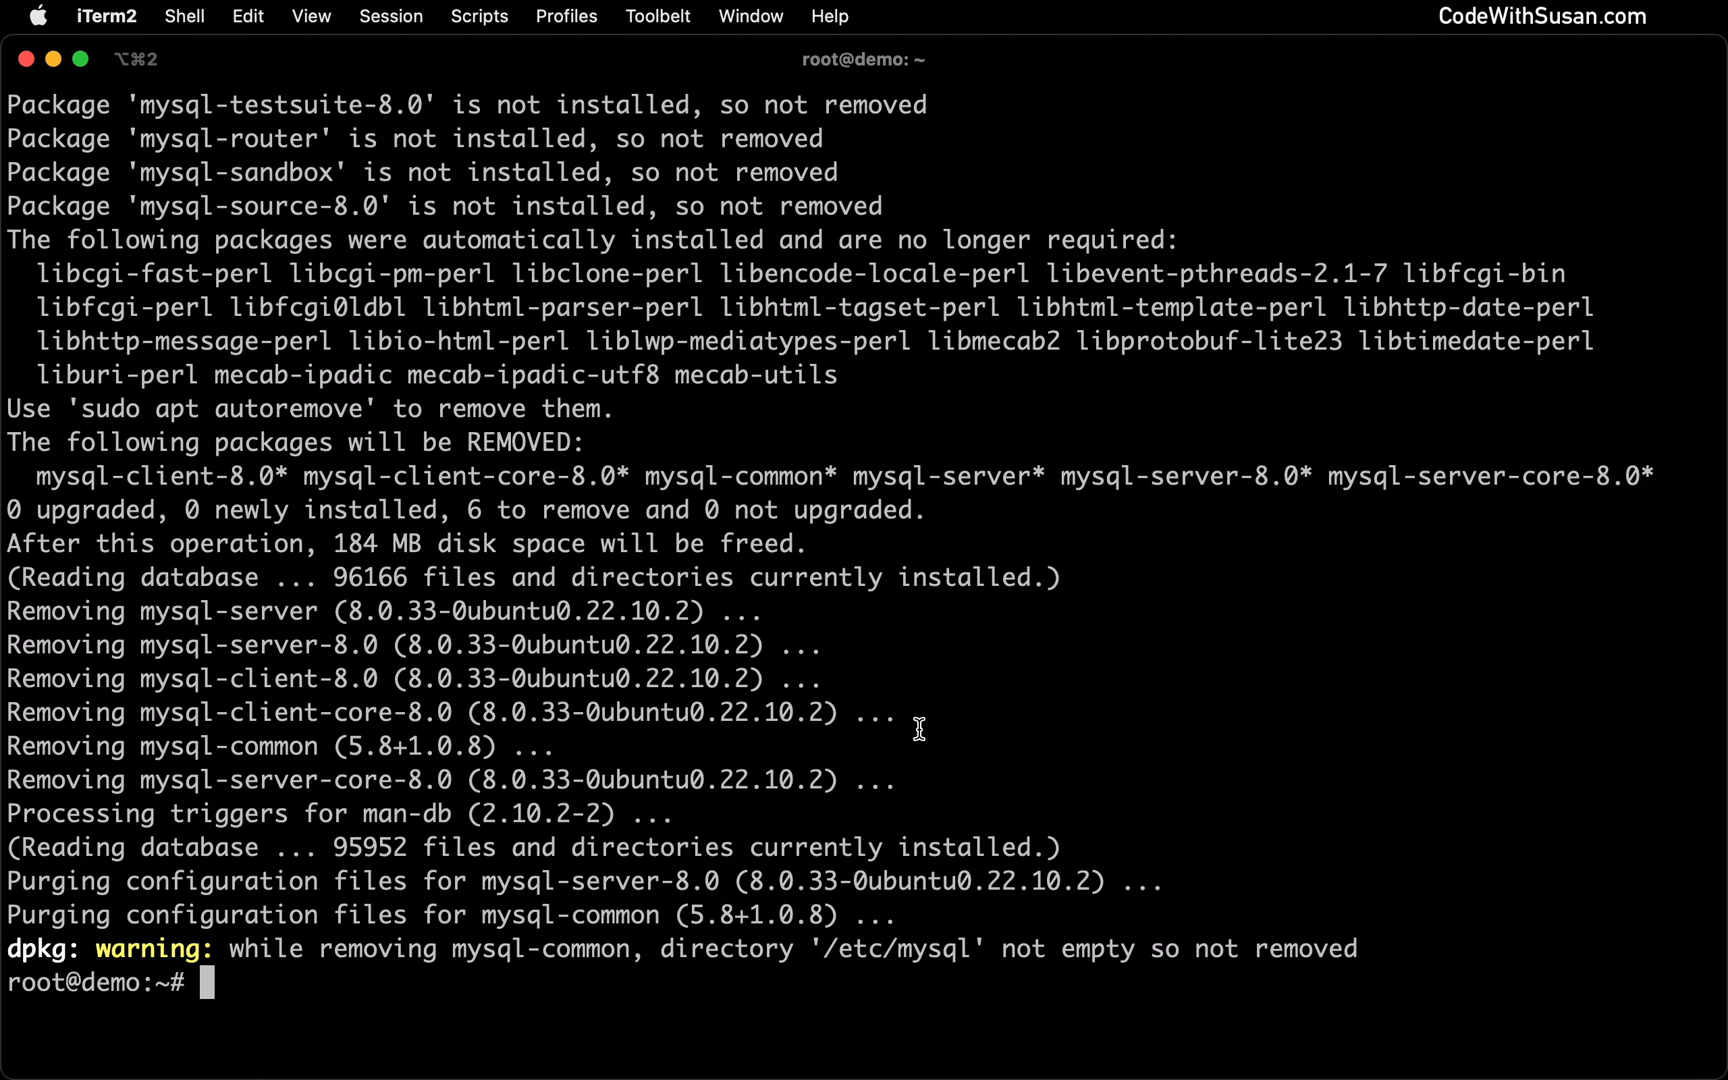 iTerm2 Shell Edit View Session Scripts Profiles Toolbelt Window Help CodeWithSusan.com
⌥⌘2 root@demo: ~
Package 'mysql-testsuite-8.0' is not installed, so not removed
Package 'mysql-router' is not installed, so not removed
Package 'mysql-sandbox' is not installed, so not removed
Package 'mysql-source-8.0' is not installed, so not removed
The following packages were automatically installed and are no longer required:
  libcgi-fast-perl libcgi-pm-perl libclone-perl libencode-locale-perl libevent-pthreads-2.1-7 libfcgi-bin
  libfcgi-perl libfcgi0ldbl libhtml-parser-perl libhtml-tagset-perl libhtml-template-perl libhttp-date-perl
  libhttp-message-perl libio-html-perl liblwp-mediatypes-perl libmecab2 libprotobuf-lite23 libtimedate-perl
  liburi-perl mecab-ipadic mecab-ipadic-utf8 mecab-utils
Use 'sudo apt autoremove' to remove them.
The following packages will be REMOVED:
  mysql-client-8.0* mysql-client-core-8.0* mysql-common* mysql-server* mysql-server-8.0* mysql-server-core-8.0*
0 upgraded, 0 newly installed, 6 to remove and 0 not upgraded.
After this operation, 184 MB disk space will be freed.
(Reading database ... 96166 files and directories currently installed.)
Removing mysql-server (8.0.33-0ubuntu0.22.10.2) ...
Removing mysql-server-8.0 (8.0.33-0ubuntu0.22.10.2) ...
Removing mysql-client-8.0 (8.0.33-0ubuntu0.22.10.2) ...
Removing mysql-client-core-8.0 (8.0.33-0ubuntu0.22.10.2) ...
Removing mysql-common (5.8+1.0.8) ...
Removing mysql-server-core-8.0 (8.0.33-0ubuntu0.22.10.2) ...
Processing triggers for man-db (2.10.2-2) ...
(Reading database ... 95952 files and directories currently installed.)
Purging configuration files for mysql-server-8.0 (8.0.33-0ubuntu0.22.10.2) ...
Purging configuration files for mysql-common (5.8+1.0.8) ...
dpkg: warning: while removing mysql-common, directory '/etc/mysql' not empty so not removed
root@demo:~#